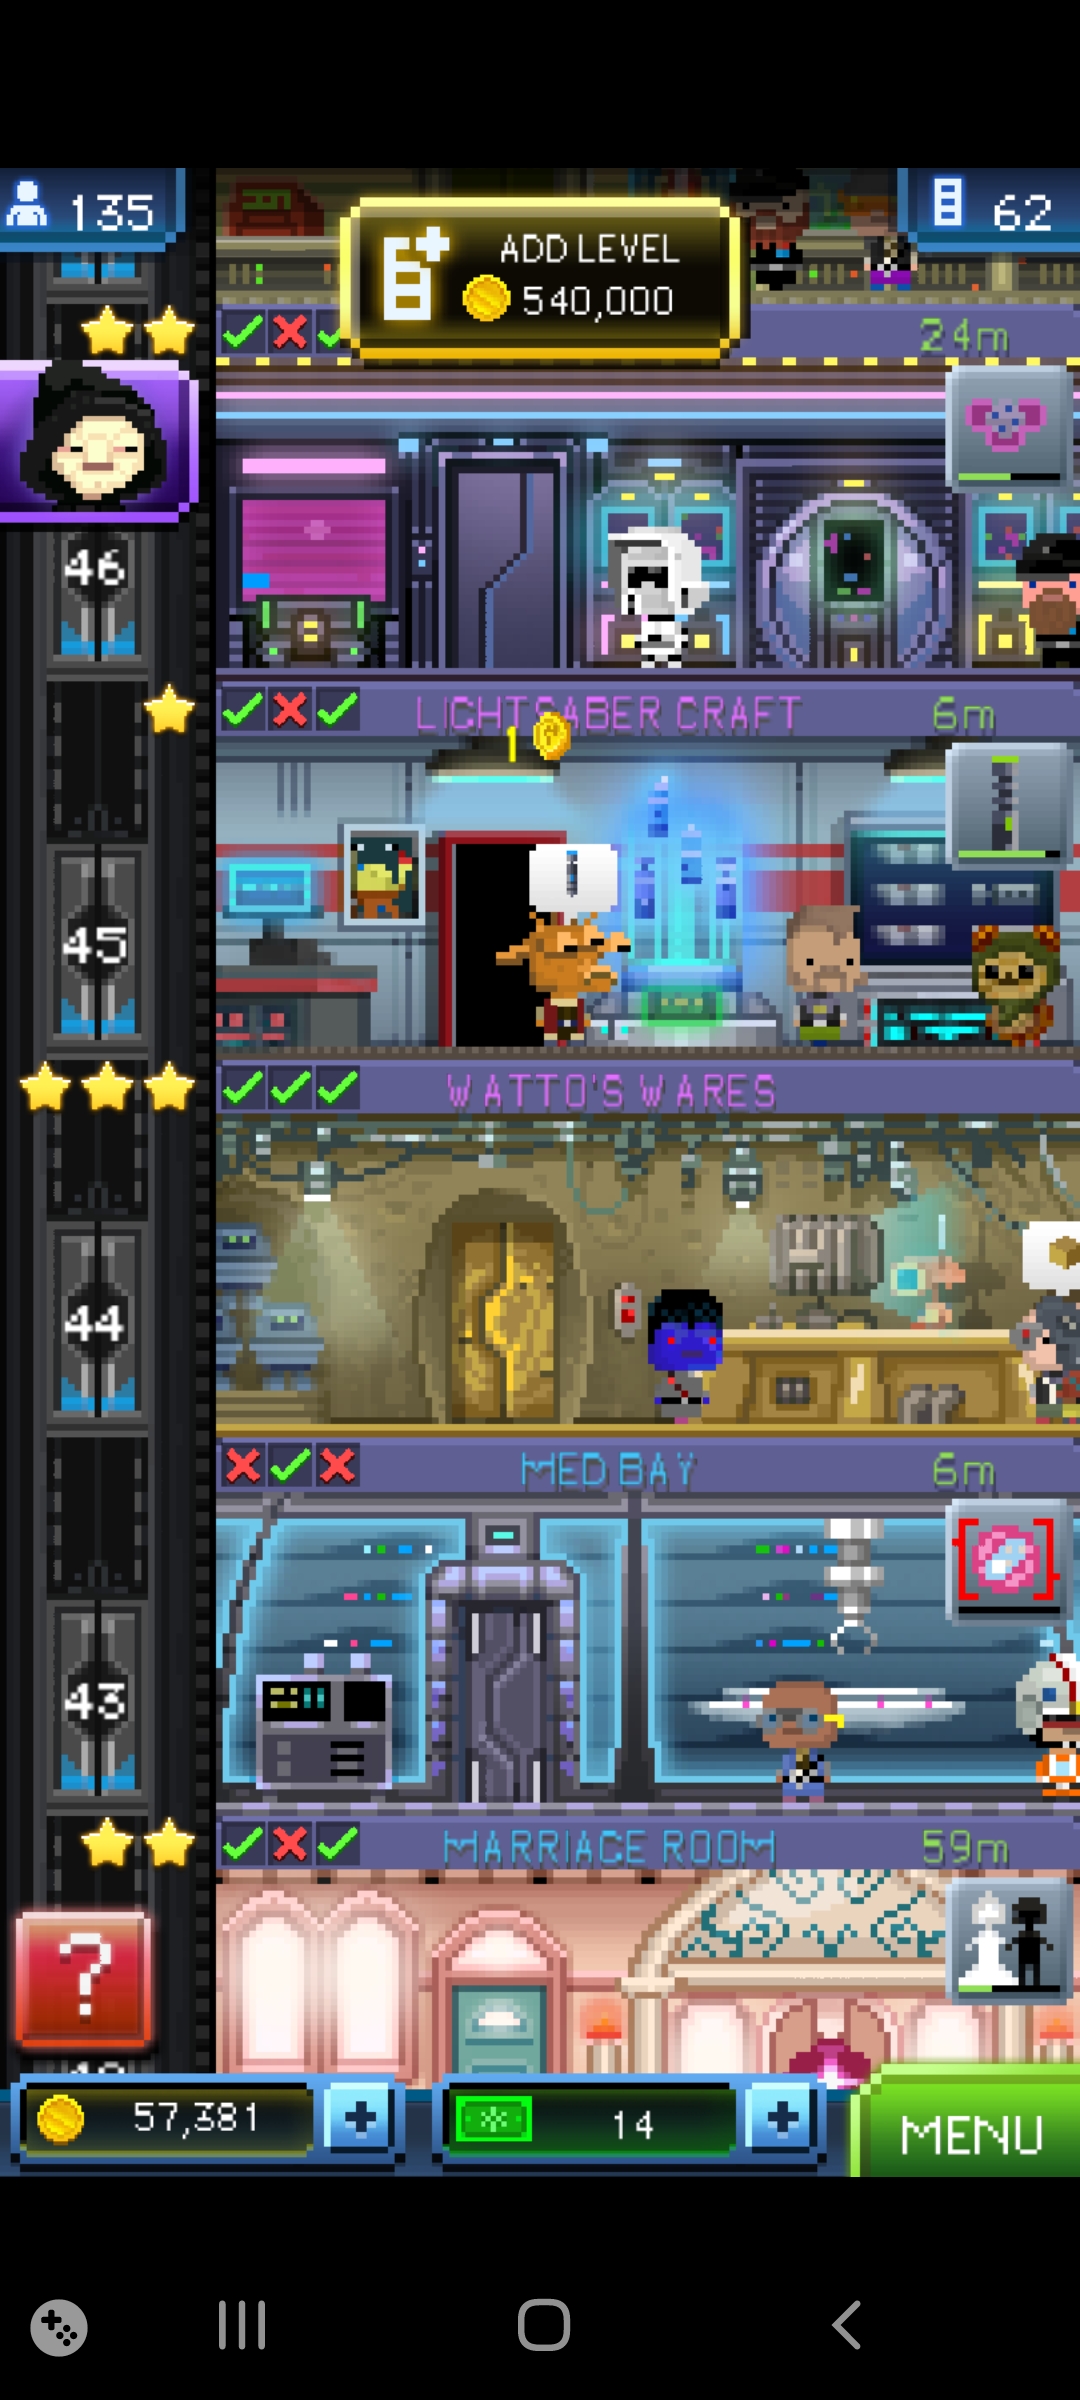 135
ADD LEVEL
540,000
62
24m
46
LIGHTSABER CRAFT
6m
1
45
WATTO'S WARES
44
MED BAY
6m
43
MARRIAGE ROOM
59m
?
57,381
+
14
+
MENU